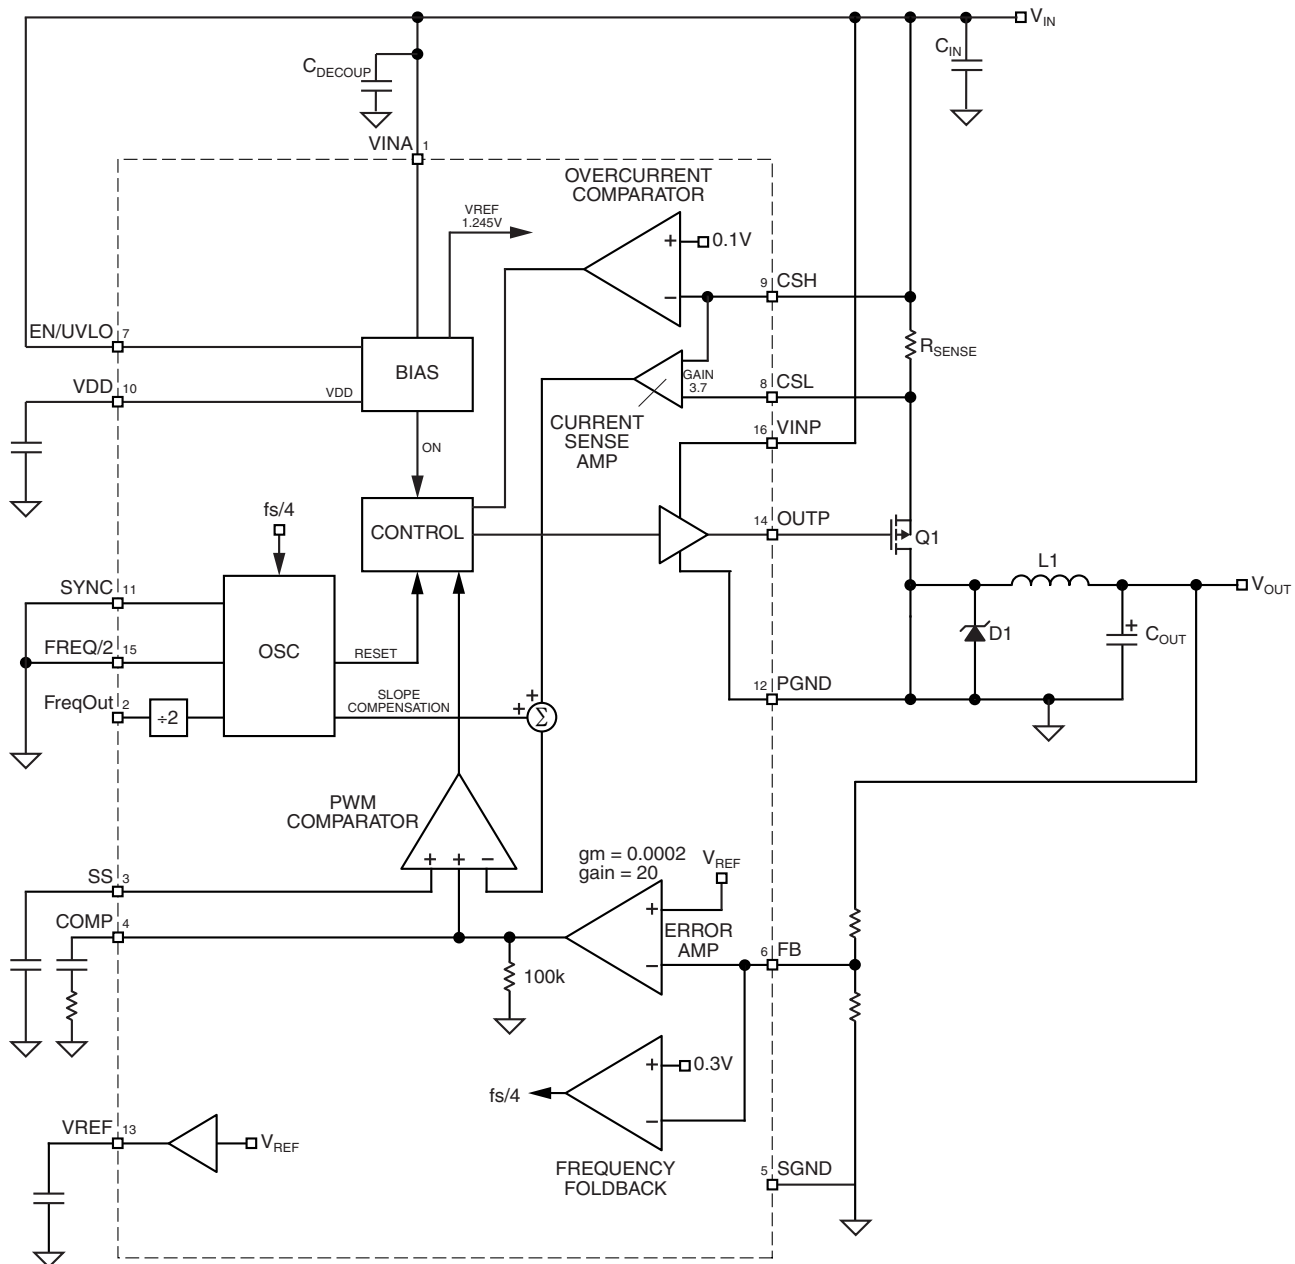 VIN
CIN
CDECOUP
VINA 1
OVERCURRENT
COMPARATOR
VREF
1.245V
+ 0.1V
−
9 CSH
EN/UVLO 7
RSENSE
BIAS
GAIN
3.7
8 CSL
VDD 10
VDD
CURRENT
SENSE
AMP
16 VINP
ON
fs/4
CONTROL
14 OUTP
Q1
L1
VOUT
SYNC 11
D1
+
COUT
OSC
FREQ/2 15
RESET
12 PGND
FreqOut 2
÷2
SLOPE
COMPENSATION
+
+
Σ
PWM
COMPARATOR
+ + −
gm = 0.0002
gain = 20
VREF
SS 3
+
ERROR
AMP
−
COMP 4
6 FB
100k
+ 0.3V
fs/4
−
VREF 13
VREF
FREQUENCY
FOLDBACK
5 SGND